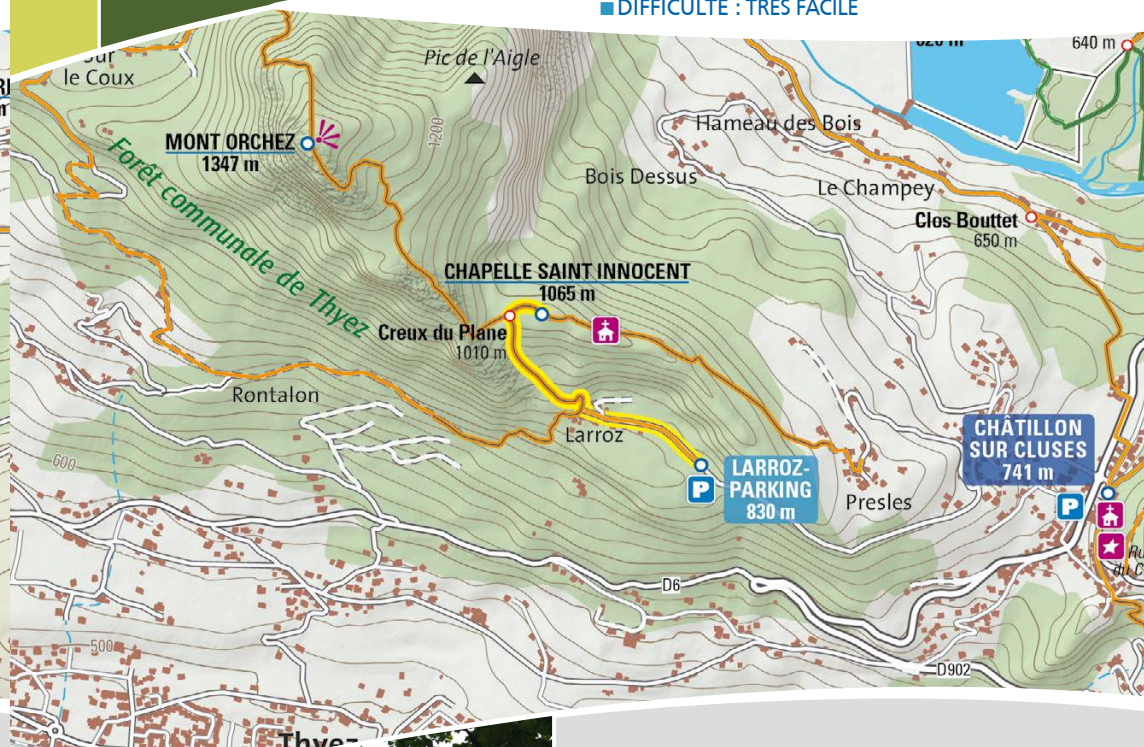 DIFFICULTÉ : TRÈS FACILE
640 m
Pic de l'Aigle
le Coux
1200
Hameau des Bois
MONT ORCHEZ
1347 m
Bois Dessus
Le Champey
Clos Bouttet
650 m
Forêt communale de Thyez
CHAPELLE SAINT INNOCENT
1065 m
Creux du Plane
1010 m
Rontalon
Larroz
600
LARROZ-
PARKING
830 m
P
CHÂTILLON
SUR CLUSES
741 m
P
Presles
D6
500
D902
Thyez